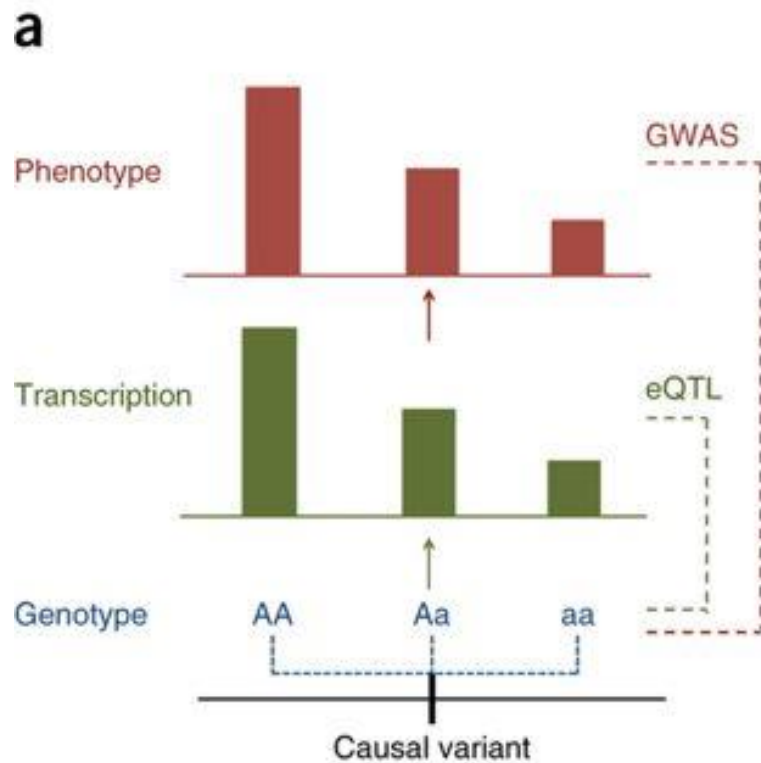 a
GWAS
Phenotype
eQTL
Transcription
Genotype AA Aa aa
Causal variant